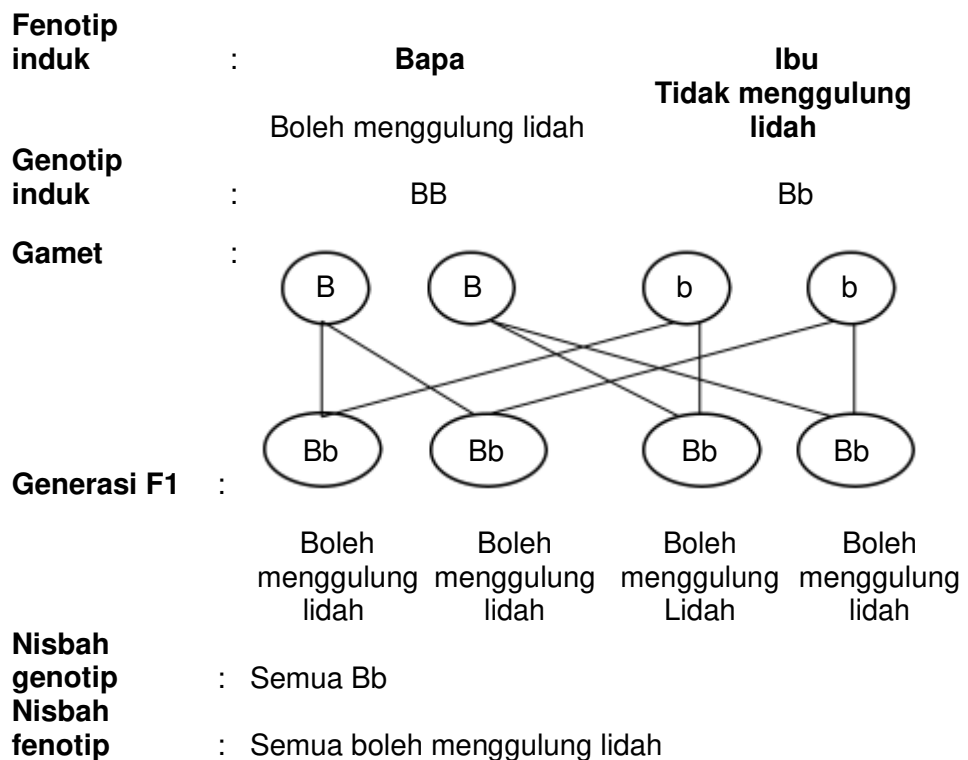 Fenotip
induk : Bapa Ibu
Tidak menggulung
Boleh menggulung lidah lidah
Genotip
induk : BB Bb
Gamet :
B B b b
Bb Bb Bb Bb
Generasi F1 :
Boleh Boleh Boleh Boleh
menggulung menggulung menggulung menggulung
lidah lidah Lidah lidah
Nisbah
genotip : Semua Bb
Nisbah
fenotip : Semua boleh menggulung lidah